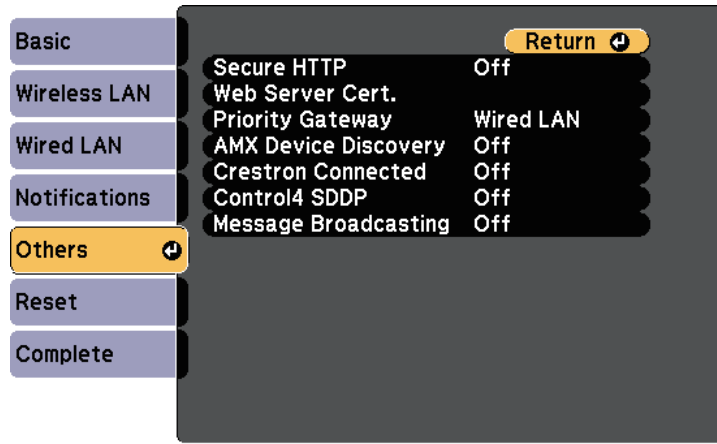 Basic
Wireless LAN
Wired LAN
Notifications
Others
Reset
Complete
Return
Secure HTTP Off
Web Server Cert.
Priority Gateway Wired LAN
AMX Device Discovery Off
Crestron Connected Off
Control4 SDDP Off
Message Broadcasting Off